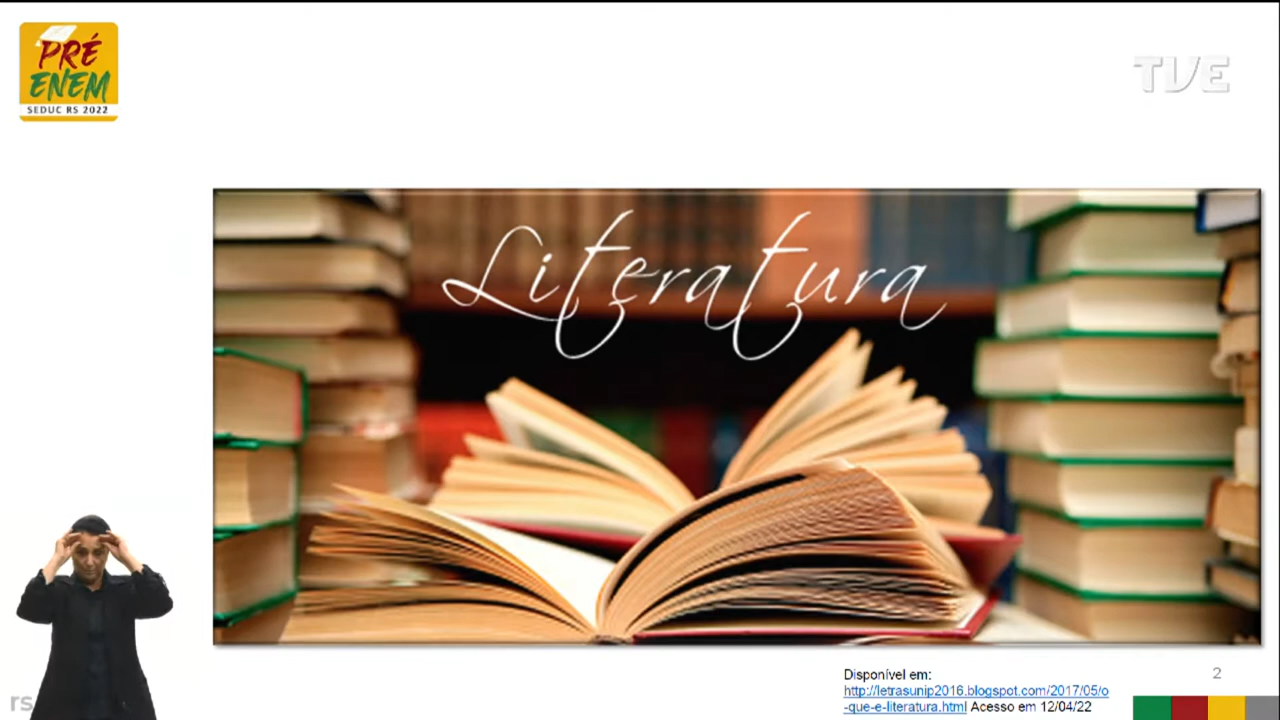 PRÉ
ENEM
SEDUC RS 2022
TVE
Literatura
rs
Disponível em:
http://letrasunip2016.blogspot.com/2017/05/o
-que-e-literatura.html Acesso em 12/04/22
2